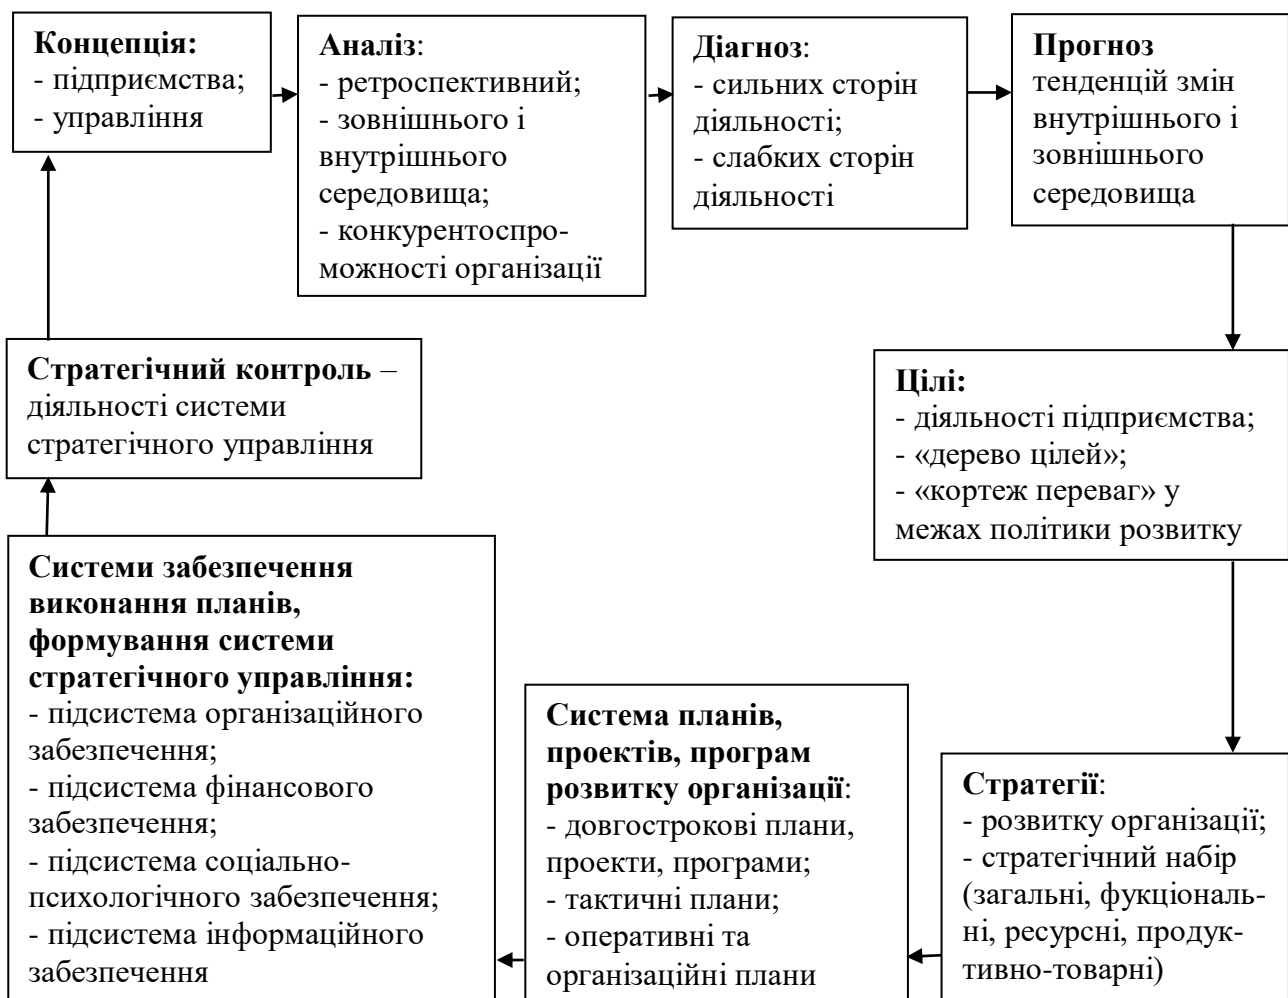 Концепція:
- підприємства;
- управління
Аналіз:
- ретроспективний;
- зовнішнього і
внутрішнього
середовища;
- конкурентоспро-
можності організації
Діагноз:
- сильних сторін
діяльності;
- слабких сторін
діяльності
Прогноз
тенденцій змін
внутрішнього і
зовнішнього
середовища
Цілі:
- діяльності підприємства;
- «дерево цілей»;
- «кортеж переваг» у
межах політики розвитку
Стратегії:
- розвитку організації;
- стратегічний набір
(загальні, фукціональ-
ні, ресурсні, продук-
тивно-товарні)
Система планів,
проектів, програм
розвитку організації:
- довгострокові плани,
проекти, програми;
- тактичні плани;
- оперативні та
організаційні плани
Системи забезпечення
виконання планів,
формування системи
стратегічного управління:
- підсистема організаційного
забезпечення;
- підсистема фінансового
забезпечення;
- підсистема соціально-
психологічного забезпечення;
- підсистема інформаційного
забезпечення
Стратегічний контроль –
діяльності системи
стратегічного управління